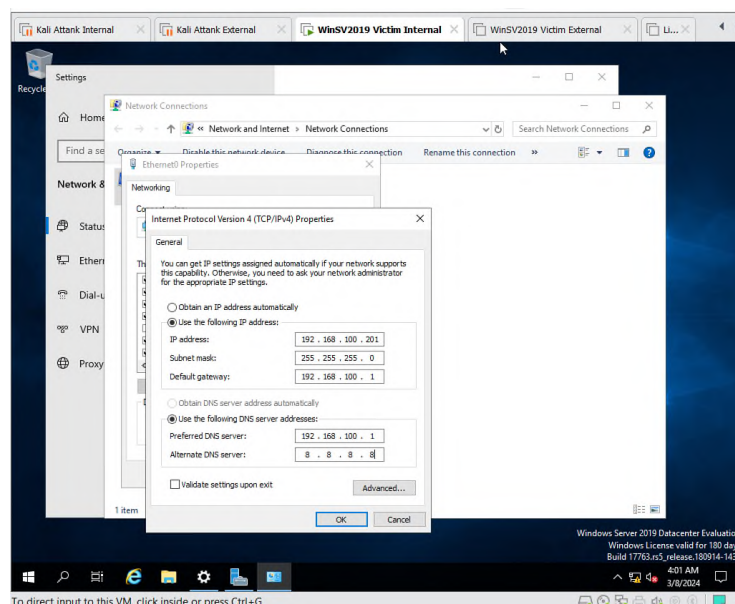 Kali Attank Internal
Kali Attank External
WinSV2019 Victim Internal
WinSV2019 Victim External
Li...
Recycle
Settings
Network Connections
Home
Network and Internet
Network Connections
Search Network Connections
Find a se
Organize
Disable this network device
Diagnose this connection
Rename this connection
»
Ethernet0 Properties
Network &
Networking
Internet Protocol Version 4 (TCP/IPv4) Properties
General
Status
Ethern
Th
You can get IP settings assigned automatically if your network supports
this capability. Otherwise, you need to ask your network administrator
for the appropriate IP settings.
Dial-u
Obtain an IP address automatically
Use the following IP address:
VPN
IP address: 192 . 168 . 100 . 201
Subnet mask: 255 . 255 . 255 . 0
Proxy
Default gateway: 192 . 168 . 100 . 1
Obtain DNS server address automatically
Use the following DNS server addresses:
Preferred DNS server: 192 . 168 . 100 . 1
Alternate DNS server: 8 . 8 . 8 . 8
Validate settings upon exit
Advanced...
1 item
OK
Cancel
Windows Server 2019 Datacenter Evaluatio
Windows License valid for 180 day
Build 17763.rs5_release.180914-143
4:01 AM
3/8/2024
To direct input to this VM, click inside or press Ctrl+G.